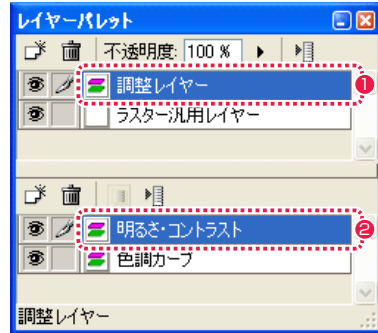 レイヤーパレット
不透明度: 100 %
調整レイヤー
1
ラスター汎用レイヤー
明るさ・コントラスト
2
色調カーブ
調整レイヤー